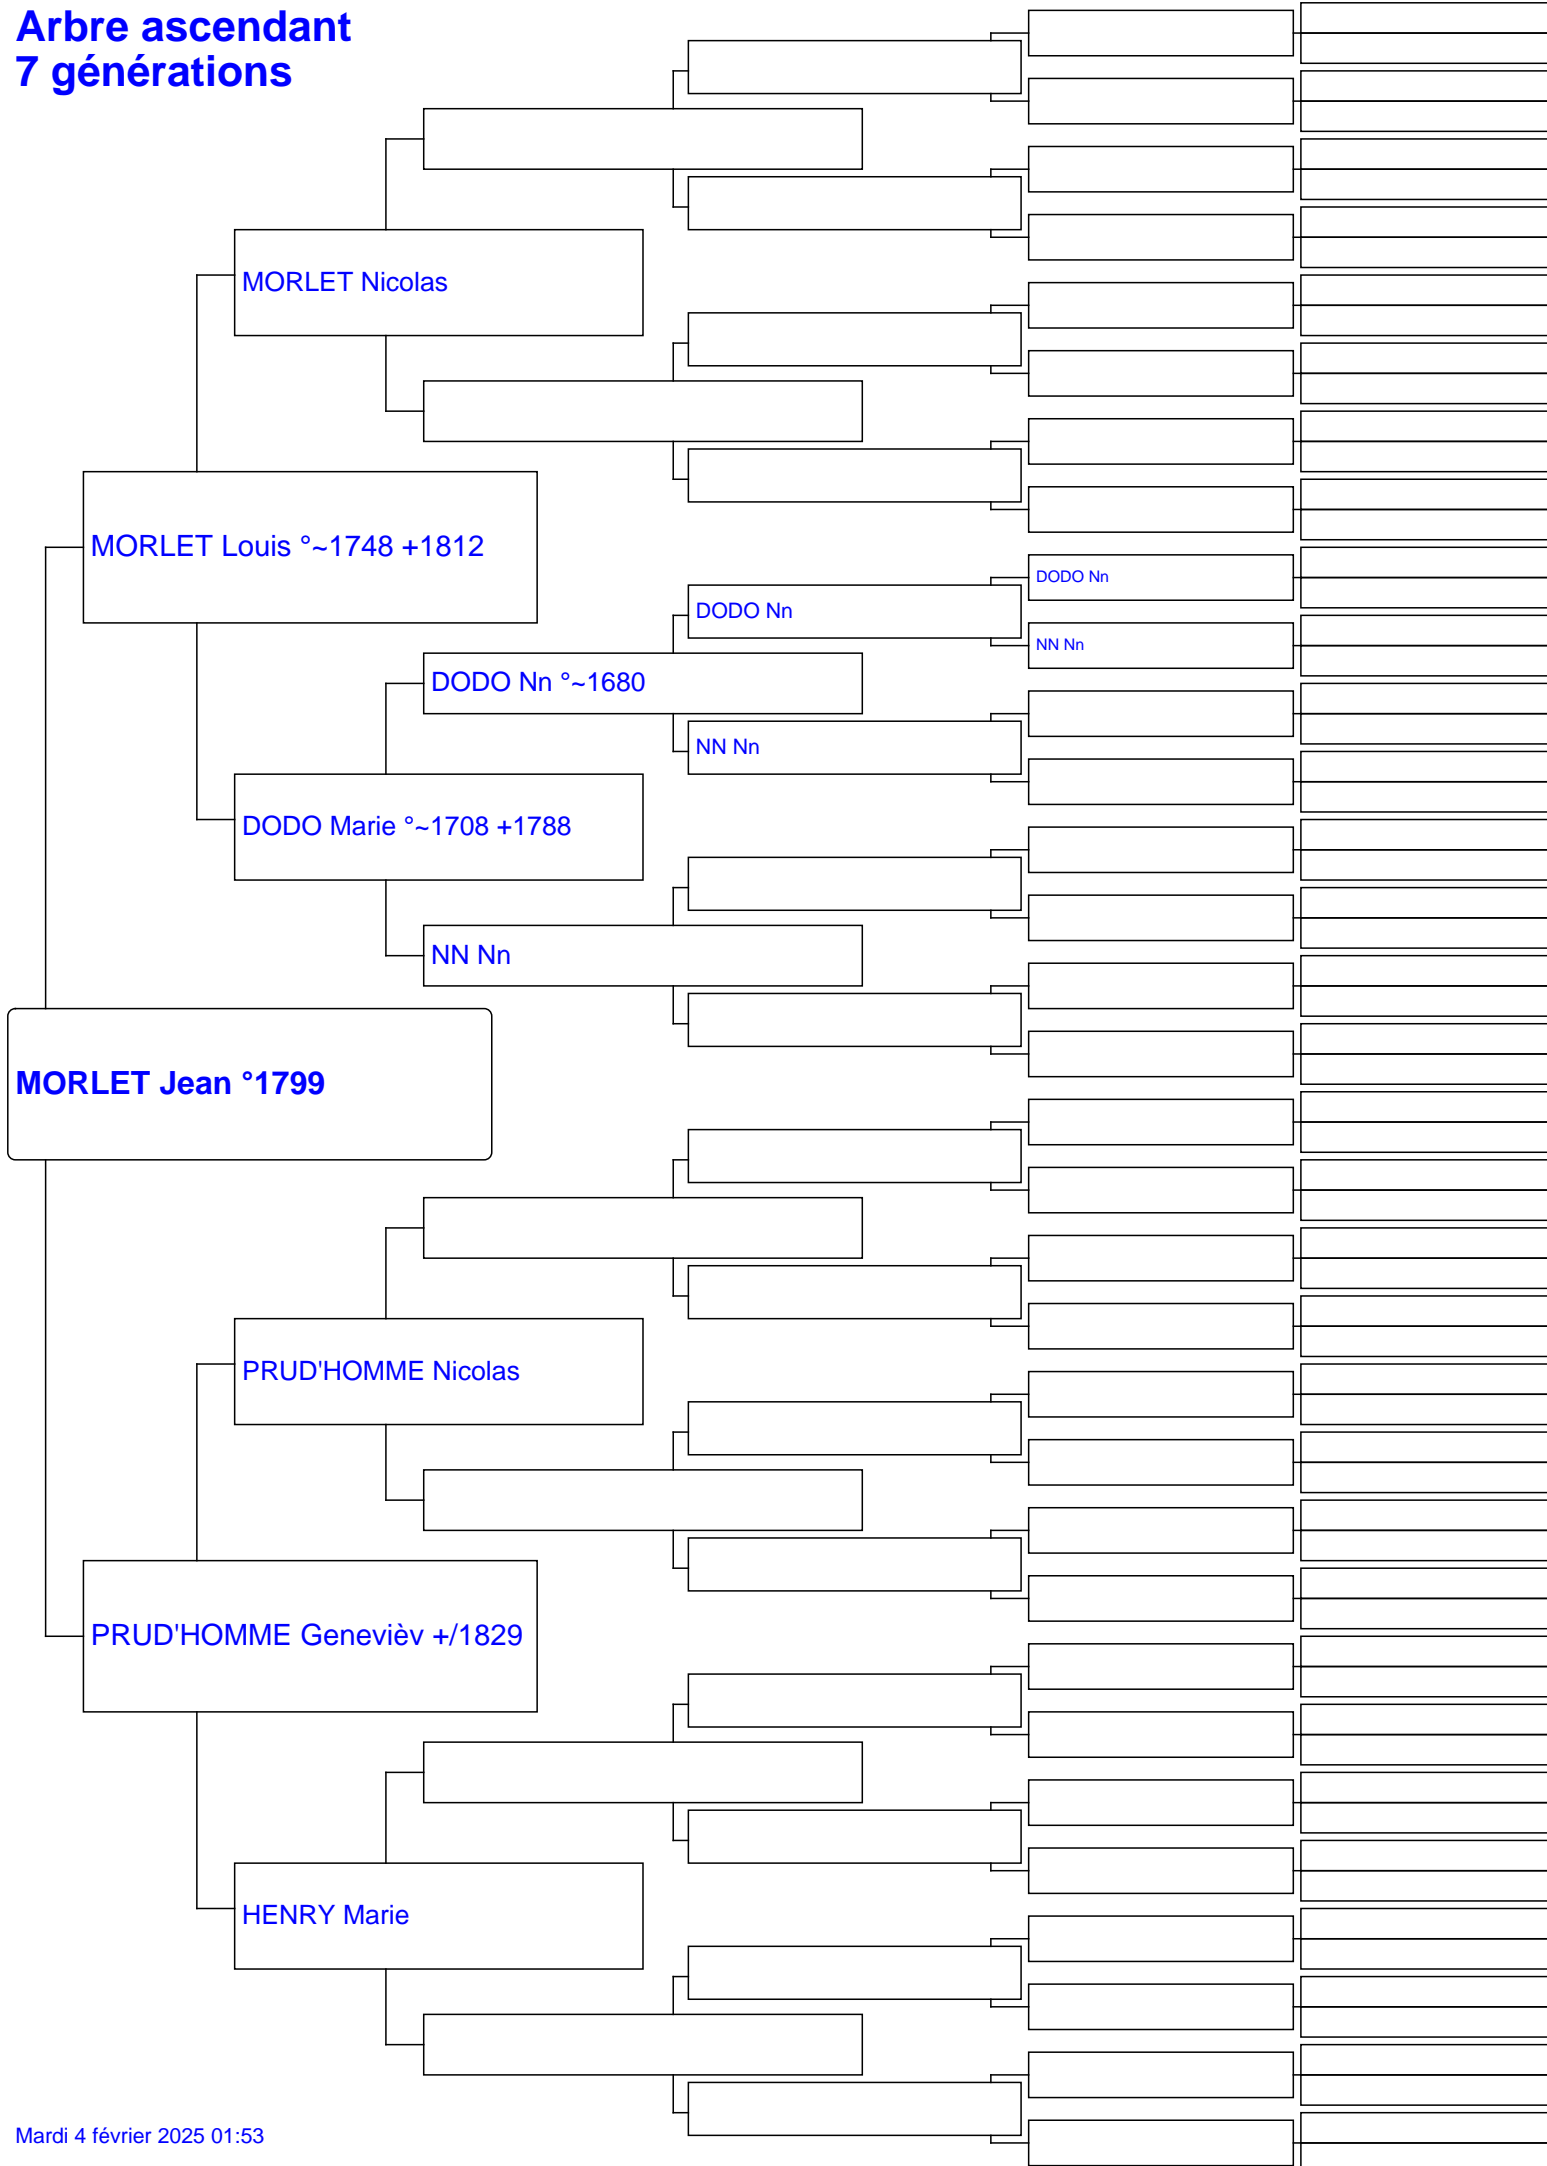 Arbre ascendant
7 générations
MORLET Nicolas
MORLET Louis °~1748 +1812
DODO Nn
DODO Nn
NN Nn
DODO Nn °~1680
NN Nn
DODO Marie °~1708 +1788
NN Nn
MORLET Jean °1799
PRUD'HOMME Nicolas
PRUD'HOMME Genevièv +/1829
HENRY Marie
Mardi 4 février 2025 01:53